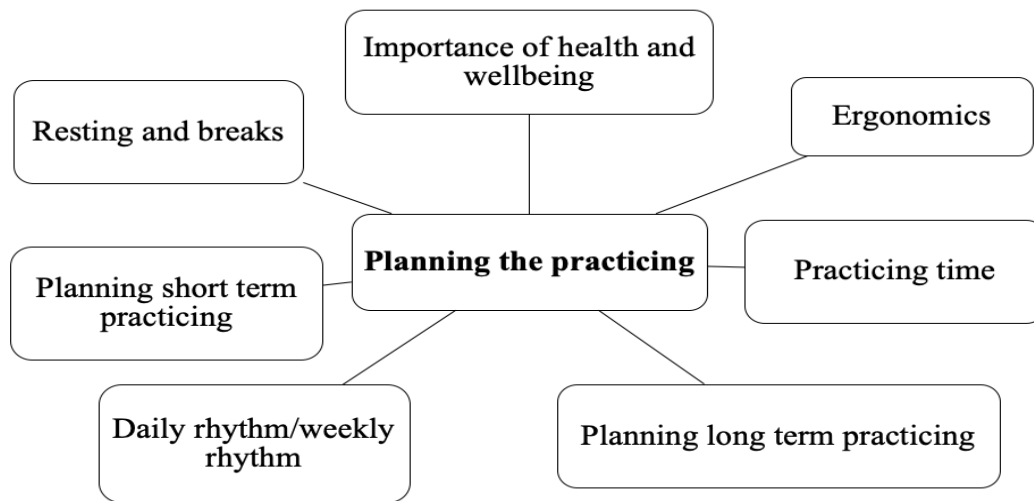 Importance of health and
wellbeing
Resting and breaks
Ergonomics
Planning the practicing
Practicing time
Planning short term
practicing
Daily rhythm/weekly
rhythm
Planning long term practicing